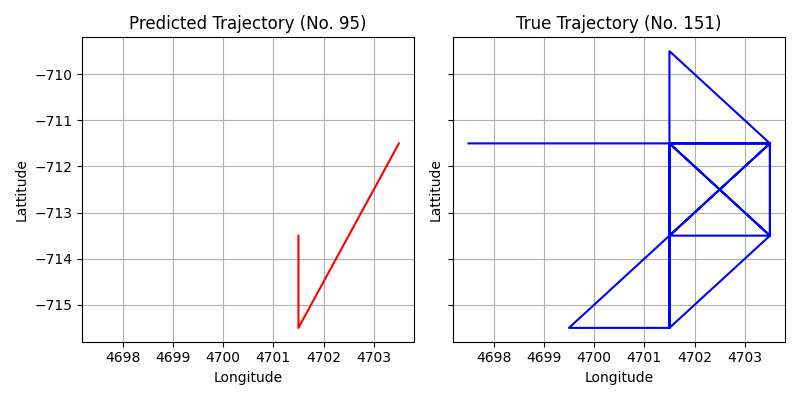 Predicted Trajectory (No. 95)
−710
−711
−712
−713
−714
−715
Lattitude
4698 4699 4700 4701 4702 4703
Longitude
True Trajectory (No. 151)
Lattitude
4698 4699 4700 4701 4702 4703
Longitude